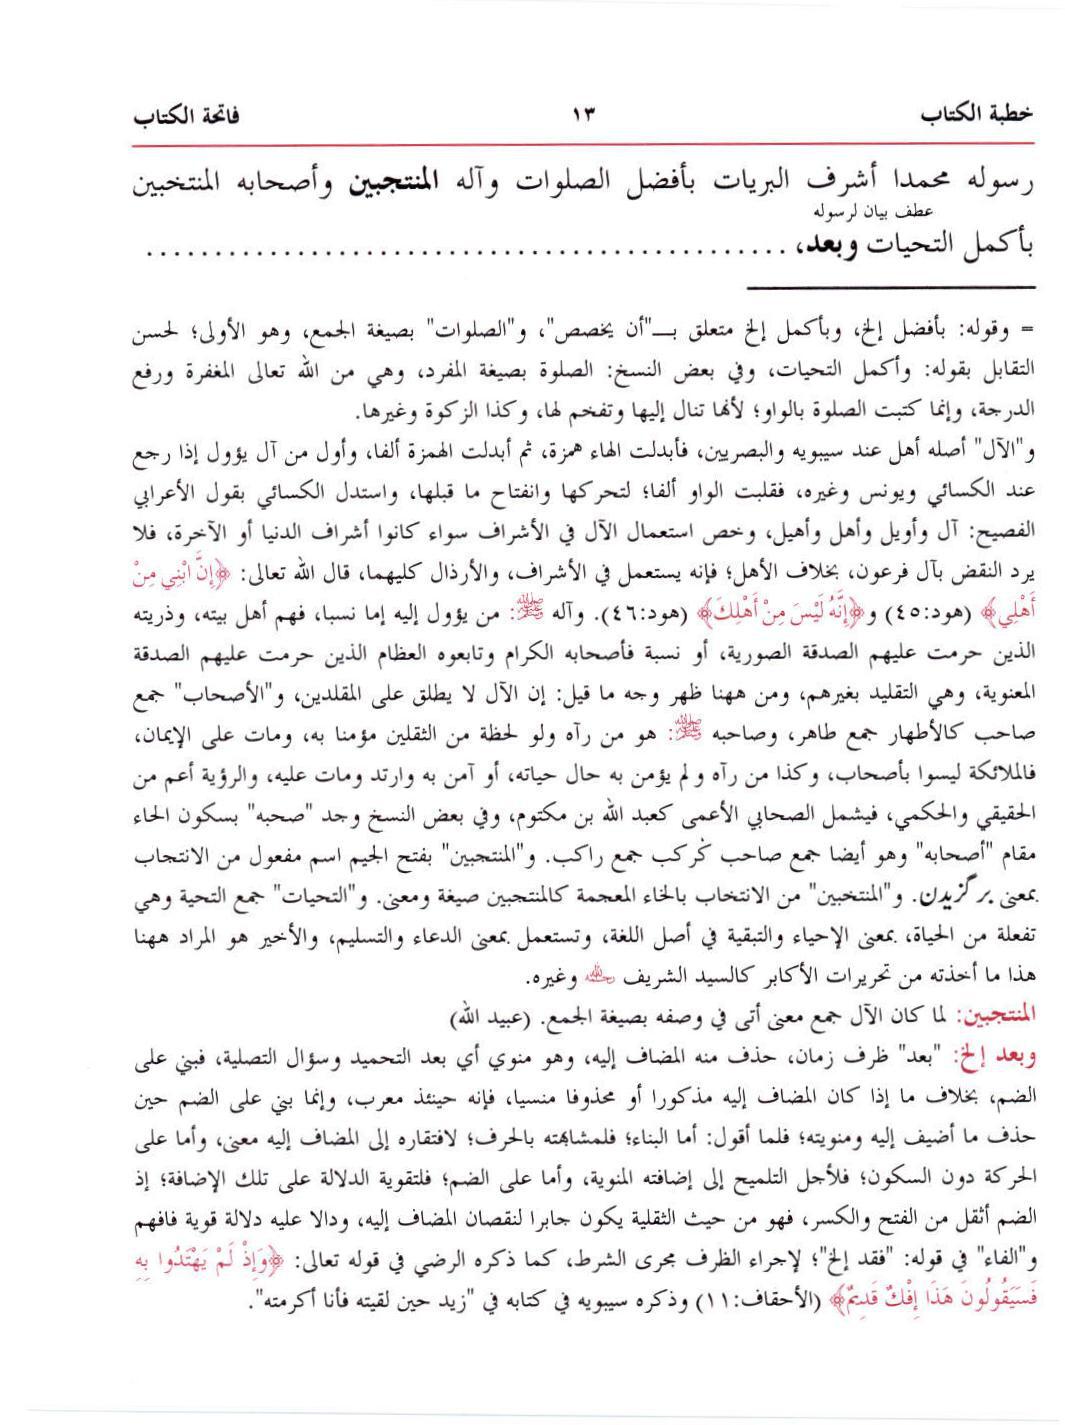 خطبة الكتاب ١٣ فاتحة الكتاب
رسوله محمدا أشرف البريات بأفضل الصلوات وآله المنتجبين وأصحابه المنتخبين
عطف بيان لرسوله
بأكمل التحيات وبعد، ................................................
= وقوله: بأفضل إلخ، وبأكمل إلخ متعلق بـ"أن يخصص"، و"الصلوات" بصيغة الجمع، وهو الأولى؛ لحسن
التقابل بقوله: وأكمل التحيات، وفي بعض النسخ: الصلوة بصيغة المفرد، وهي من الله تعالى المغفرة ورفع
الدرجة، وإنما كتبت الصلوة بالواو؛ لأنها تنال إليها وتفخم لها، وكذا الزكوة وغيرها.
و"الآل" أصله أهل عند سيبويه والبصريين، فأبدلت الهاء همزة، ثم أبدلت الهمزة ألفا، وأول من آل يؤول إذا رجع
عند الكسائي ويونس وغيره، فقلبت الواو ألفا؛ لتحركها وانفتاح ما قبلها، واستدل الكسائي بقول الأعرابي
الفصيح: آل وأويل وأهل وأهيل، وخص استعمال الآل في الأشراف سواء كانوا أشراف الدنيا أو الآخرة، فلا
يرد النقض بآل فرعون، بخلاف الأهل؛ فإنه يستعمل في الأشراف، والأرذال كليهما، قال الله تعالى: ﴿إِنَّ ابْنِي مِنْ
أَهْلِي﴾ (هود:٤٥) و﴿إِنَّهُ لَيْسَ مِنْ أَهْلِكَ﴾ (هود:٤٦). وآله ﷺ: من يؤول إليه إما نسبا، فهم أهل بيته، وذريته
الذين حرمت عليهم الصدقة الصورية، أو نسبة فأصحابه الكرام وتابعوه العظام الذين حرمت عليهم الصدقة
المعنوية، وهي التقليد بغيرهم، ومن ههنا ظهر وجه ما قيل: إن الآل لا يطلق على المقلدين، و"الأصحاب" جمع
صاحب كالأطهار جمع طاهر، وصاحبه ﷺ: هو من رآه ولو لحظة من الثقلين مؤمنا به، ومات على الإيمان،
فالملائكة ليسوا بأصحاب، وكذا من رآه ولم يؤمن به حال حياته، أو آمن به وارتد ومات عليه، والرؤية أعم من
الحقيقي والحكمي، فيشمل الصحابي الأعمى كعبد الله بن مكتوم، وفي بعض النسخ وجد "صحبه" بسكون الحاء
مقام "أصحابه" وهو أيضا جمع صاحب كركب جمع راكب. و"المنتجبين" بفتح الجيم اسم مفعول من الانتجاب
بمعنى برگزیدن. و"المنتخبين" من الانتخاب بالخاء المعجمة كالمنتجبين صيغة ومعنى. و"التحيات" جمع التحية وهي
تفعلة من الحياة، بمعنى الإحياء والتبقية في أصل اللغة، وتستعمل بمعنى الدعاء والتسليم، والأخير هو المراد ههنا
هذا ما أخذته من تحريرات الأكابر كالسيد الشريف رحمه الله وغيره.
المنتجبين: لما كان الآل جمع معنى أتى في وصفه بصيغة الجمع. (عبيد الله)
وبعد إلخ: "بعد" ظرف زمان، حذف منه المضاف إليه، وهو منوي أي بعد التحميد وسؤال التصلية، فبني على
الضم، بخلاف ما إذا كان المضاف إليه مذكورا أو محذوفا منسيا، فإنه حينئذ معرب، وإنما بني على الضم حين
حذف ما أضيف إليه ومنويته؛ فلما أقول: أما البناء؛ فلمشابهته بالحرف؛ لافتقاره إلى المضاف إليه معنى، وأما على
الحركة دون السكون؛ فلأجل التلميح إلى إضافته المنوية، وأما على الضم؛ فلتقوية الدلالة على تلك الإضافة؛ إذ
الضم أثقل من الفتح والكسر، فهو من حيث الثقلية يكون جابرا لنقصان المضاف إليه، ودالا عليه دلالة قوية فافهم
و"الفاء" في قوله: "فقد إلخ"؛ لإجراء الظرف مجرى الشرط، كما ذكره الرضي في قوله تعالى: ﴿وَإِذْ لَمْ يَهْتَدُوا بِهِ
فَسَيَقُولُونَ هَذَا إِفْكٌ قَدِيمٌ﴾ (الأحقاف:١١) وذكره سيبويه في كتابه في "زيد حين لقيته فأنا أكرمته".